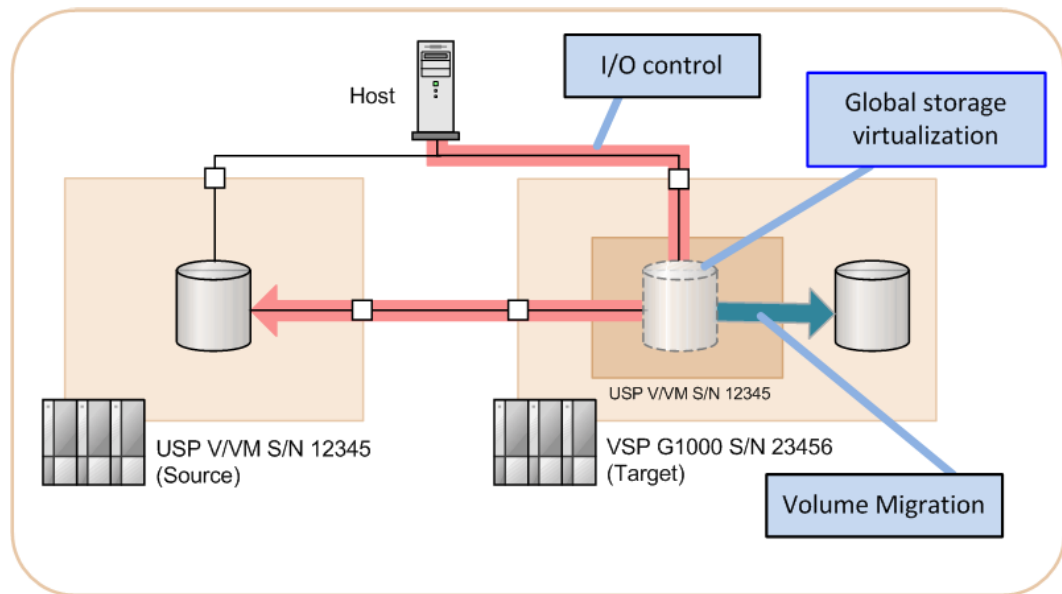 I/O control
Host
Global storage
virtualization
USP V/VM S/N 12345
USP V/VM S/N 12345
(Source)
VSP G1000 S/N 23456
(Target)
Volume Migration